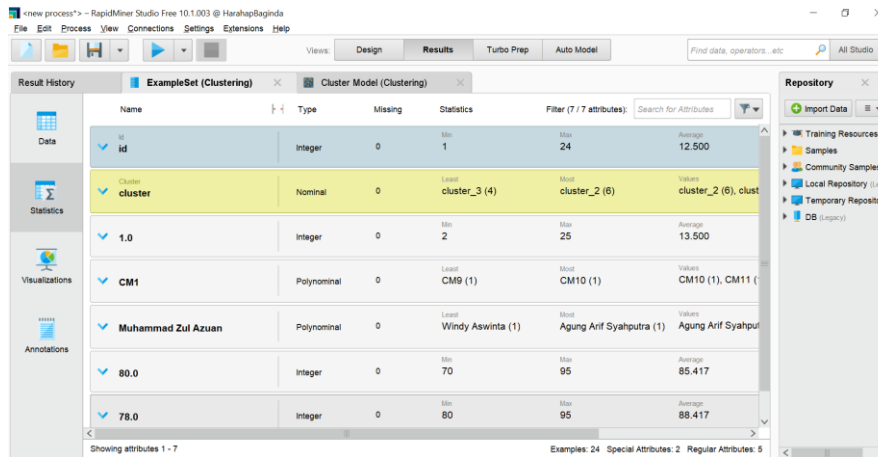 <new process*> – RapidMiner Studio Free 10.1.003 @ HarahapBaginda
File Edit Process View Connections Settings Extensions Help
Views: Design Results Turbo Prep Auto Model Find data, operators...etc All Studio
Result History ExampleSet (Clustering) Cluster Model (Clustering) Repository
Name Type Missing Statistics Filter (7 / 7 attributes): Search for Attributes Import Data
Data
Statistics
Visualizations
Annotations
Id Min Max Average
id Integer 0 1 24 12.500
Cluster Least Most Values
cluster Nominal 0 cluster_3 (4) cluster_2 (6) cluster_2 (6), clust
Min Max Average
1.0 Integer 0 2 25 13.500
Least Most Values
CM1 Polynominal 0 CM9 (1) CM10 (1) CM10 (1), CM11 (
Least Most Values
Muhammad Zul Azuan Polynominal 0 Windy Aswinta (1) Agung Arif Syahputra (1) Agung Arif Syahput
Min Max Average
80.0 Integer 0 70 95 85.417
Min Max Average
78.0 Integer 0 80 95 88.417
Showing attributes 1 - 7 Examples: 24 Special Attributes: 2 Regular Attributes: 5
Training Resources
Samples
Community Samples
Local Repository (Le
Temporary Reposito
DB (Legacy)